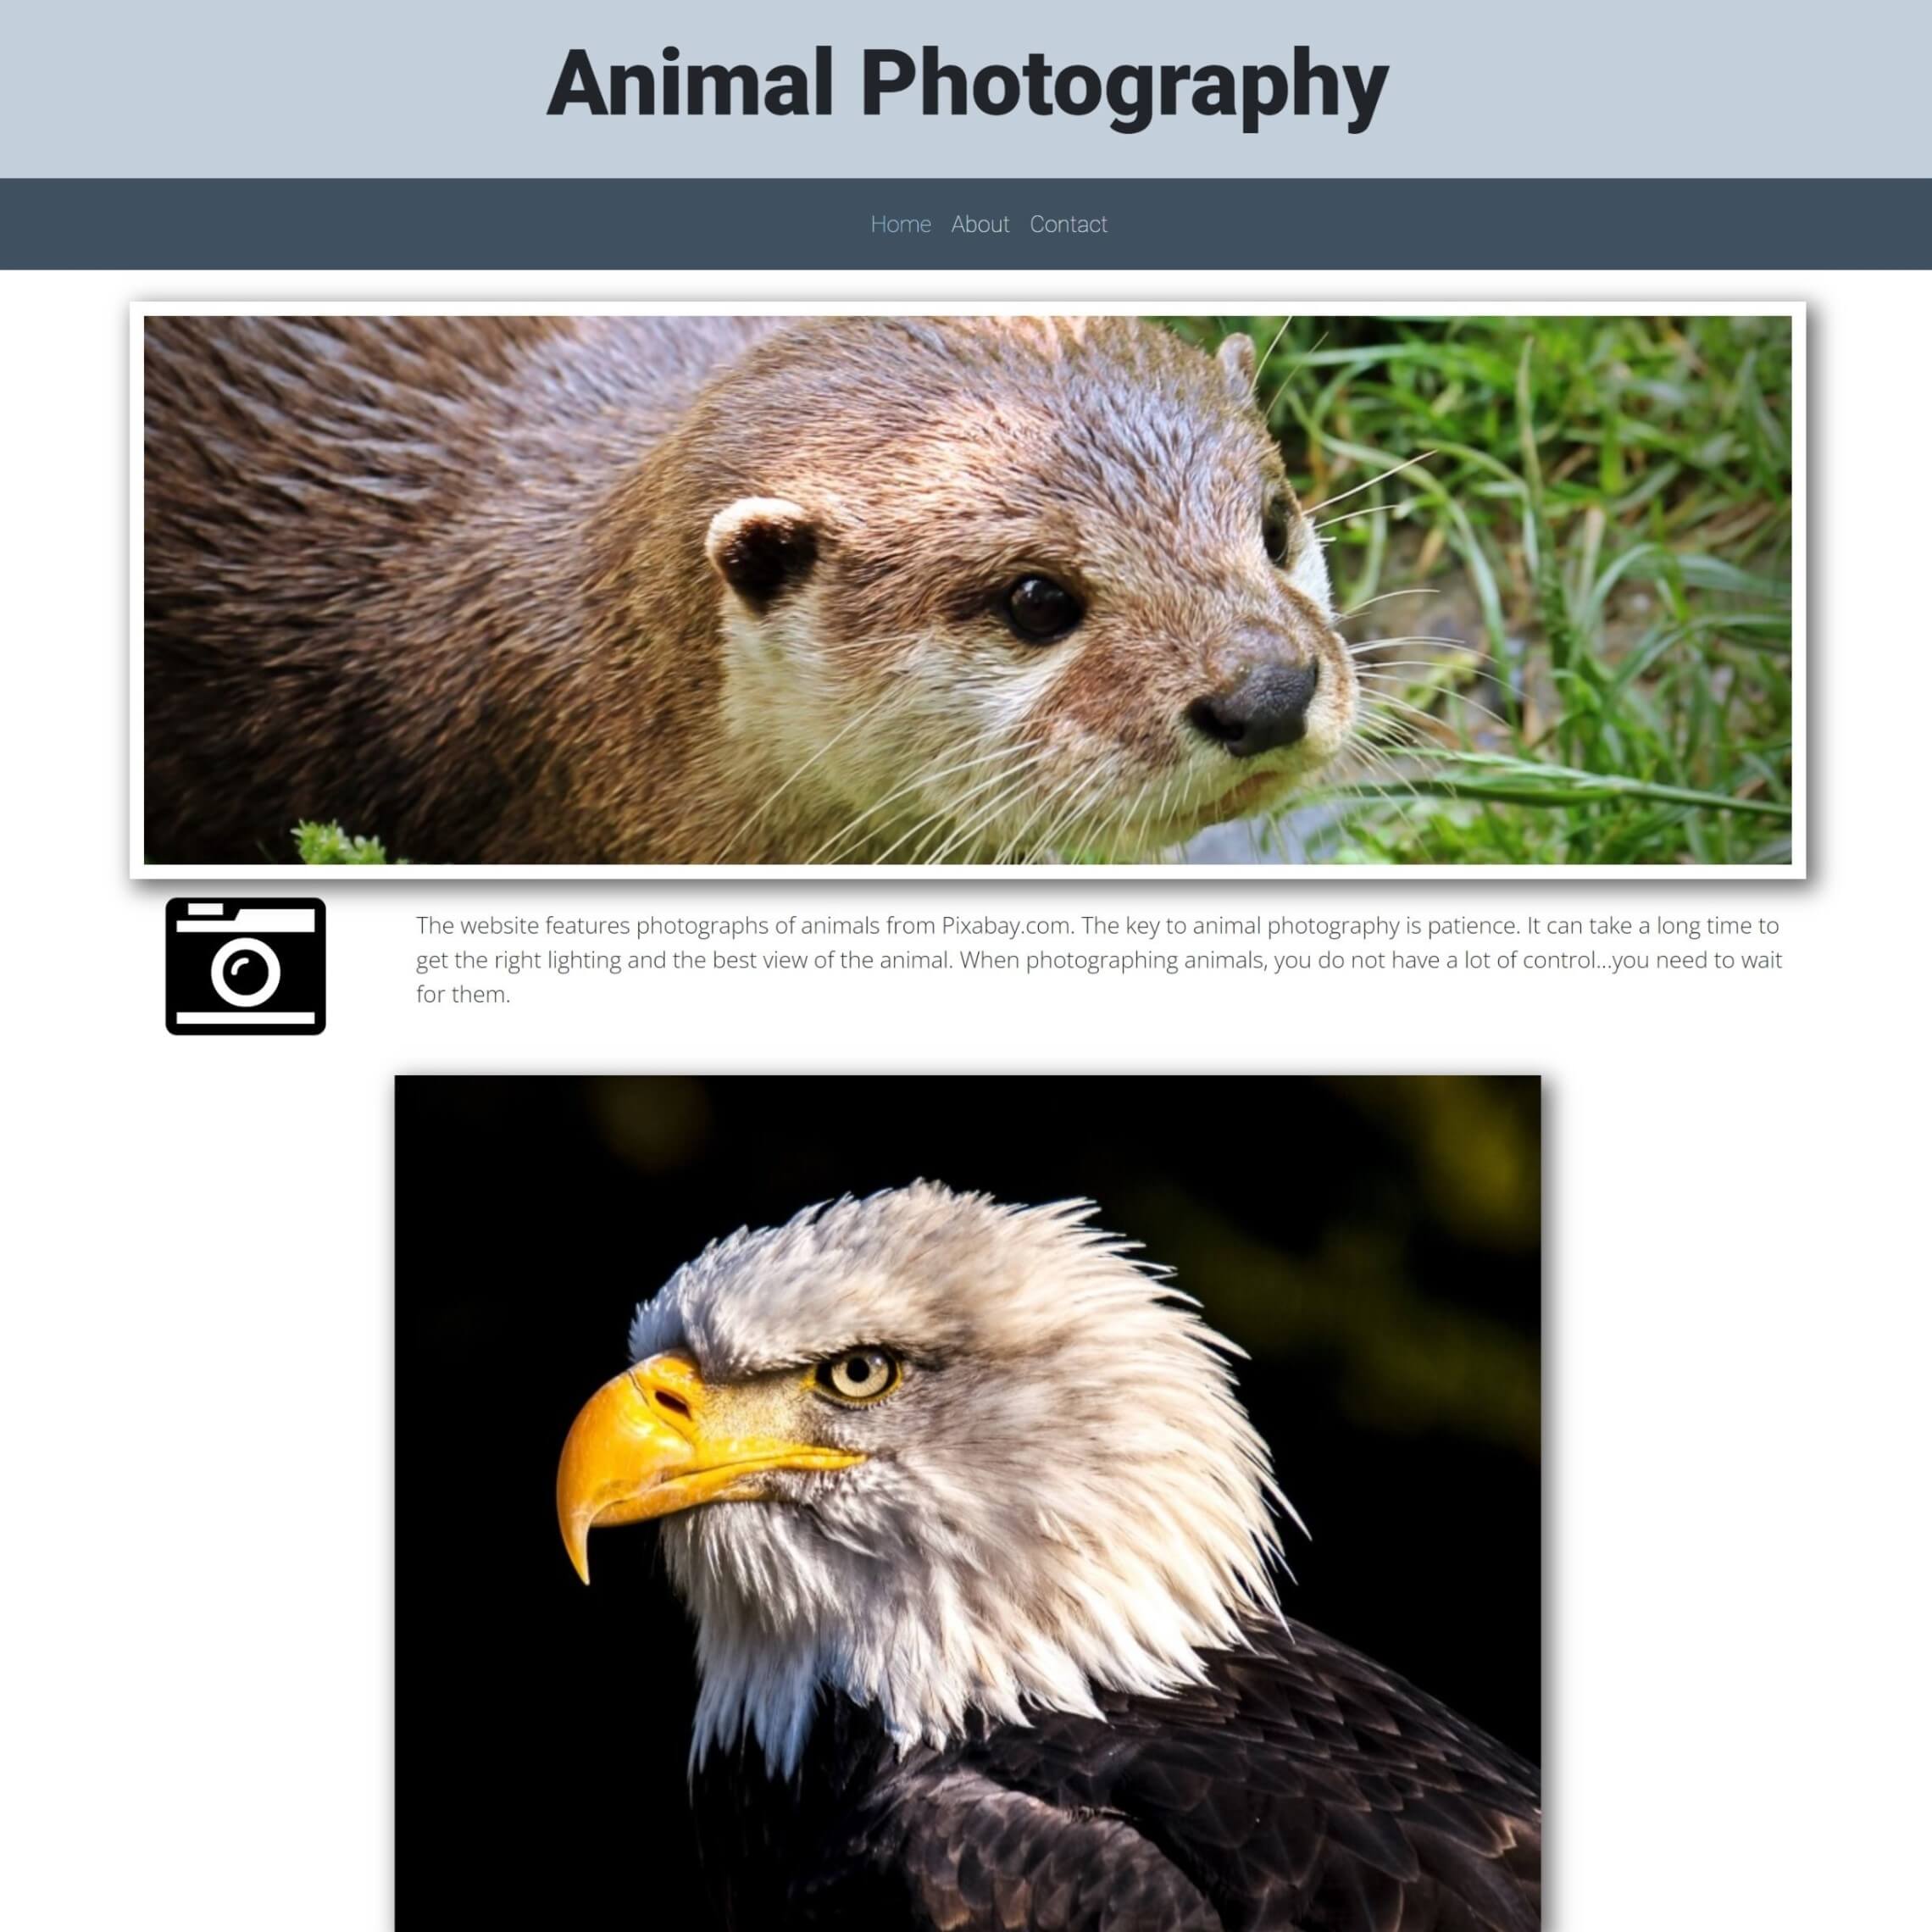 Animal Photography
Home About Contact
The website features photographs of animals from Pixabay.com. The key to animal photography is patience. It can take a long time to
get the right lighting and the best view of the animal. When photographing animals, you do not have a lot of control...you need to wait
for them.